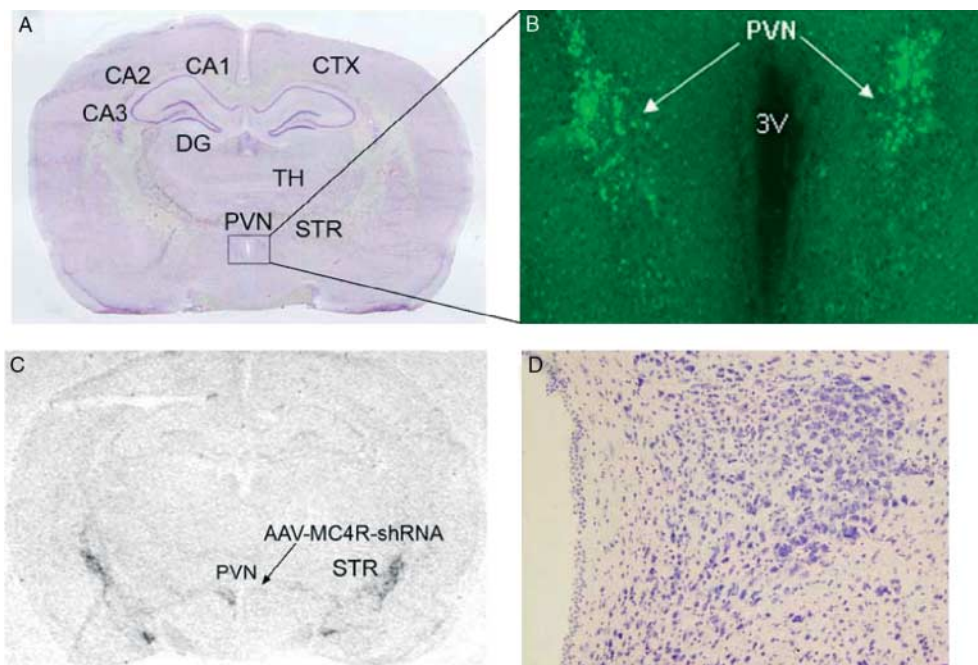 A
CA1
CTX
CA2
CA3
DG
TH
PVN
STR
B
PVN
3V
C
AAV-MC4R-shRNA
PVN
STR
D